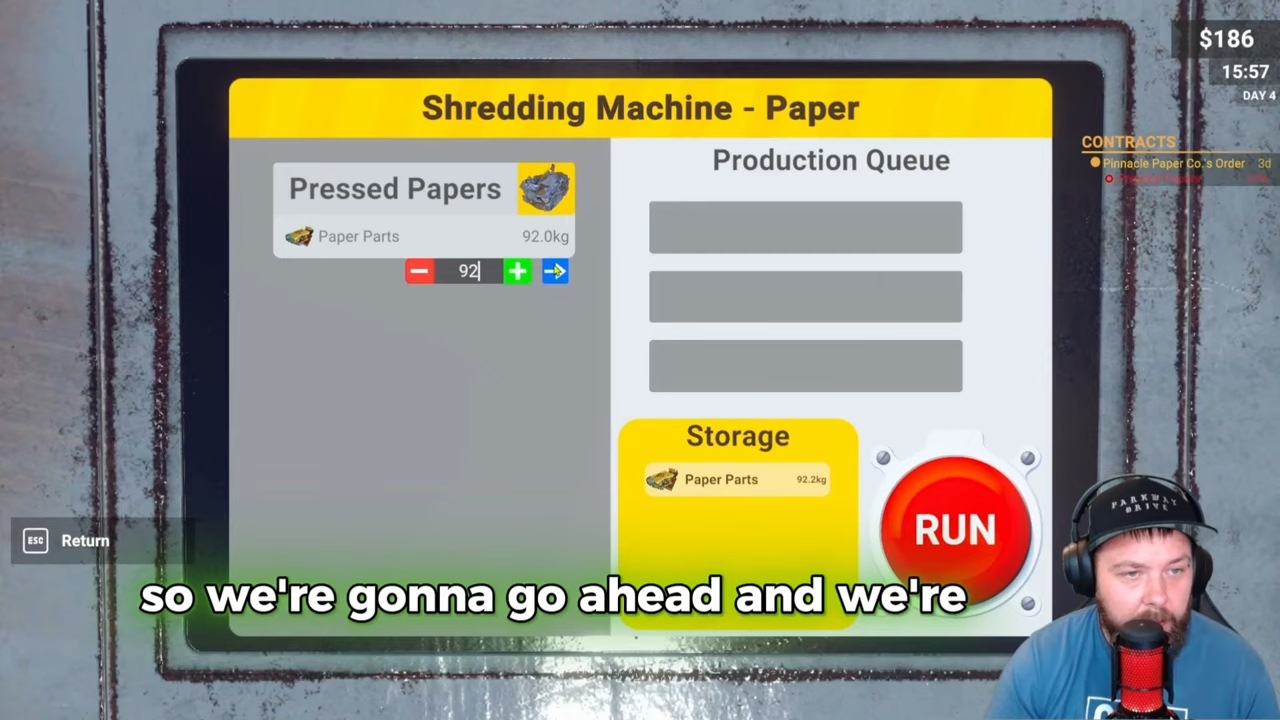 $186
15:57
DAY 4
Shredding Machine - Paper
CONTRACTS
Pinnacle Paper Co.'s Order 3d
Pressed Papers
Paper Parts 92.0kg
92
Production Queue
Storage
Paper Parts 92.2kg
RUN
ESC Return
PARKWAY
DRIVE
so we're gonna go ahead and we're